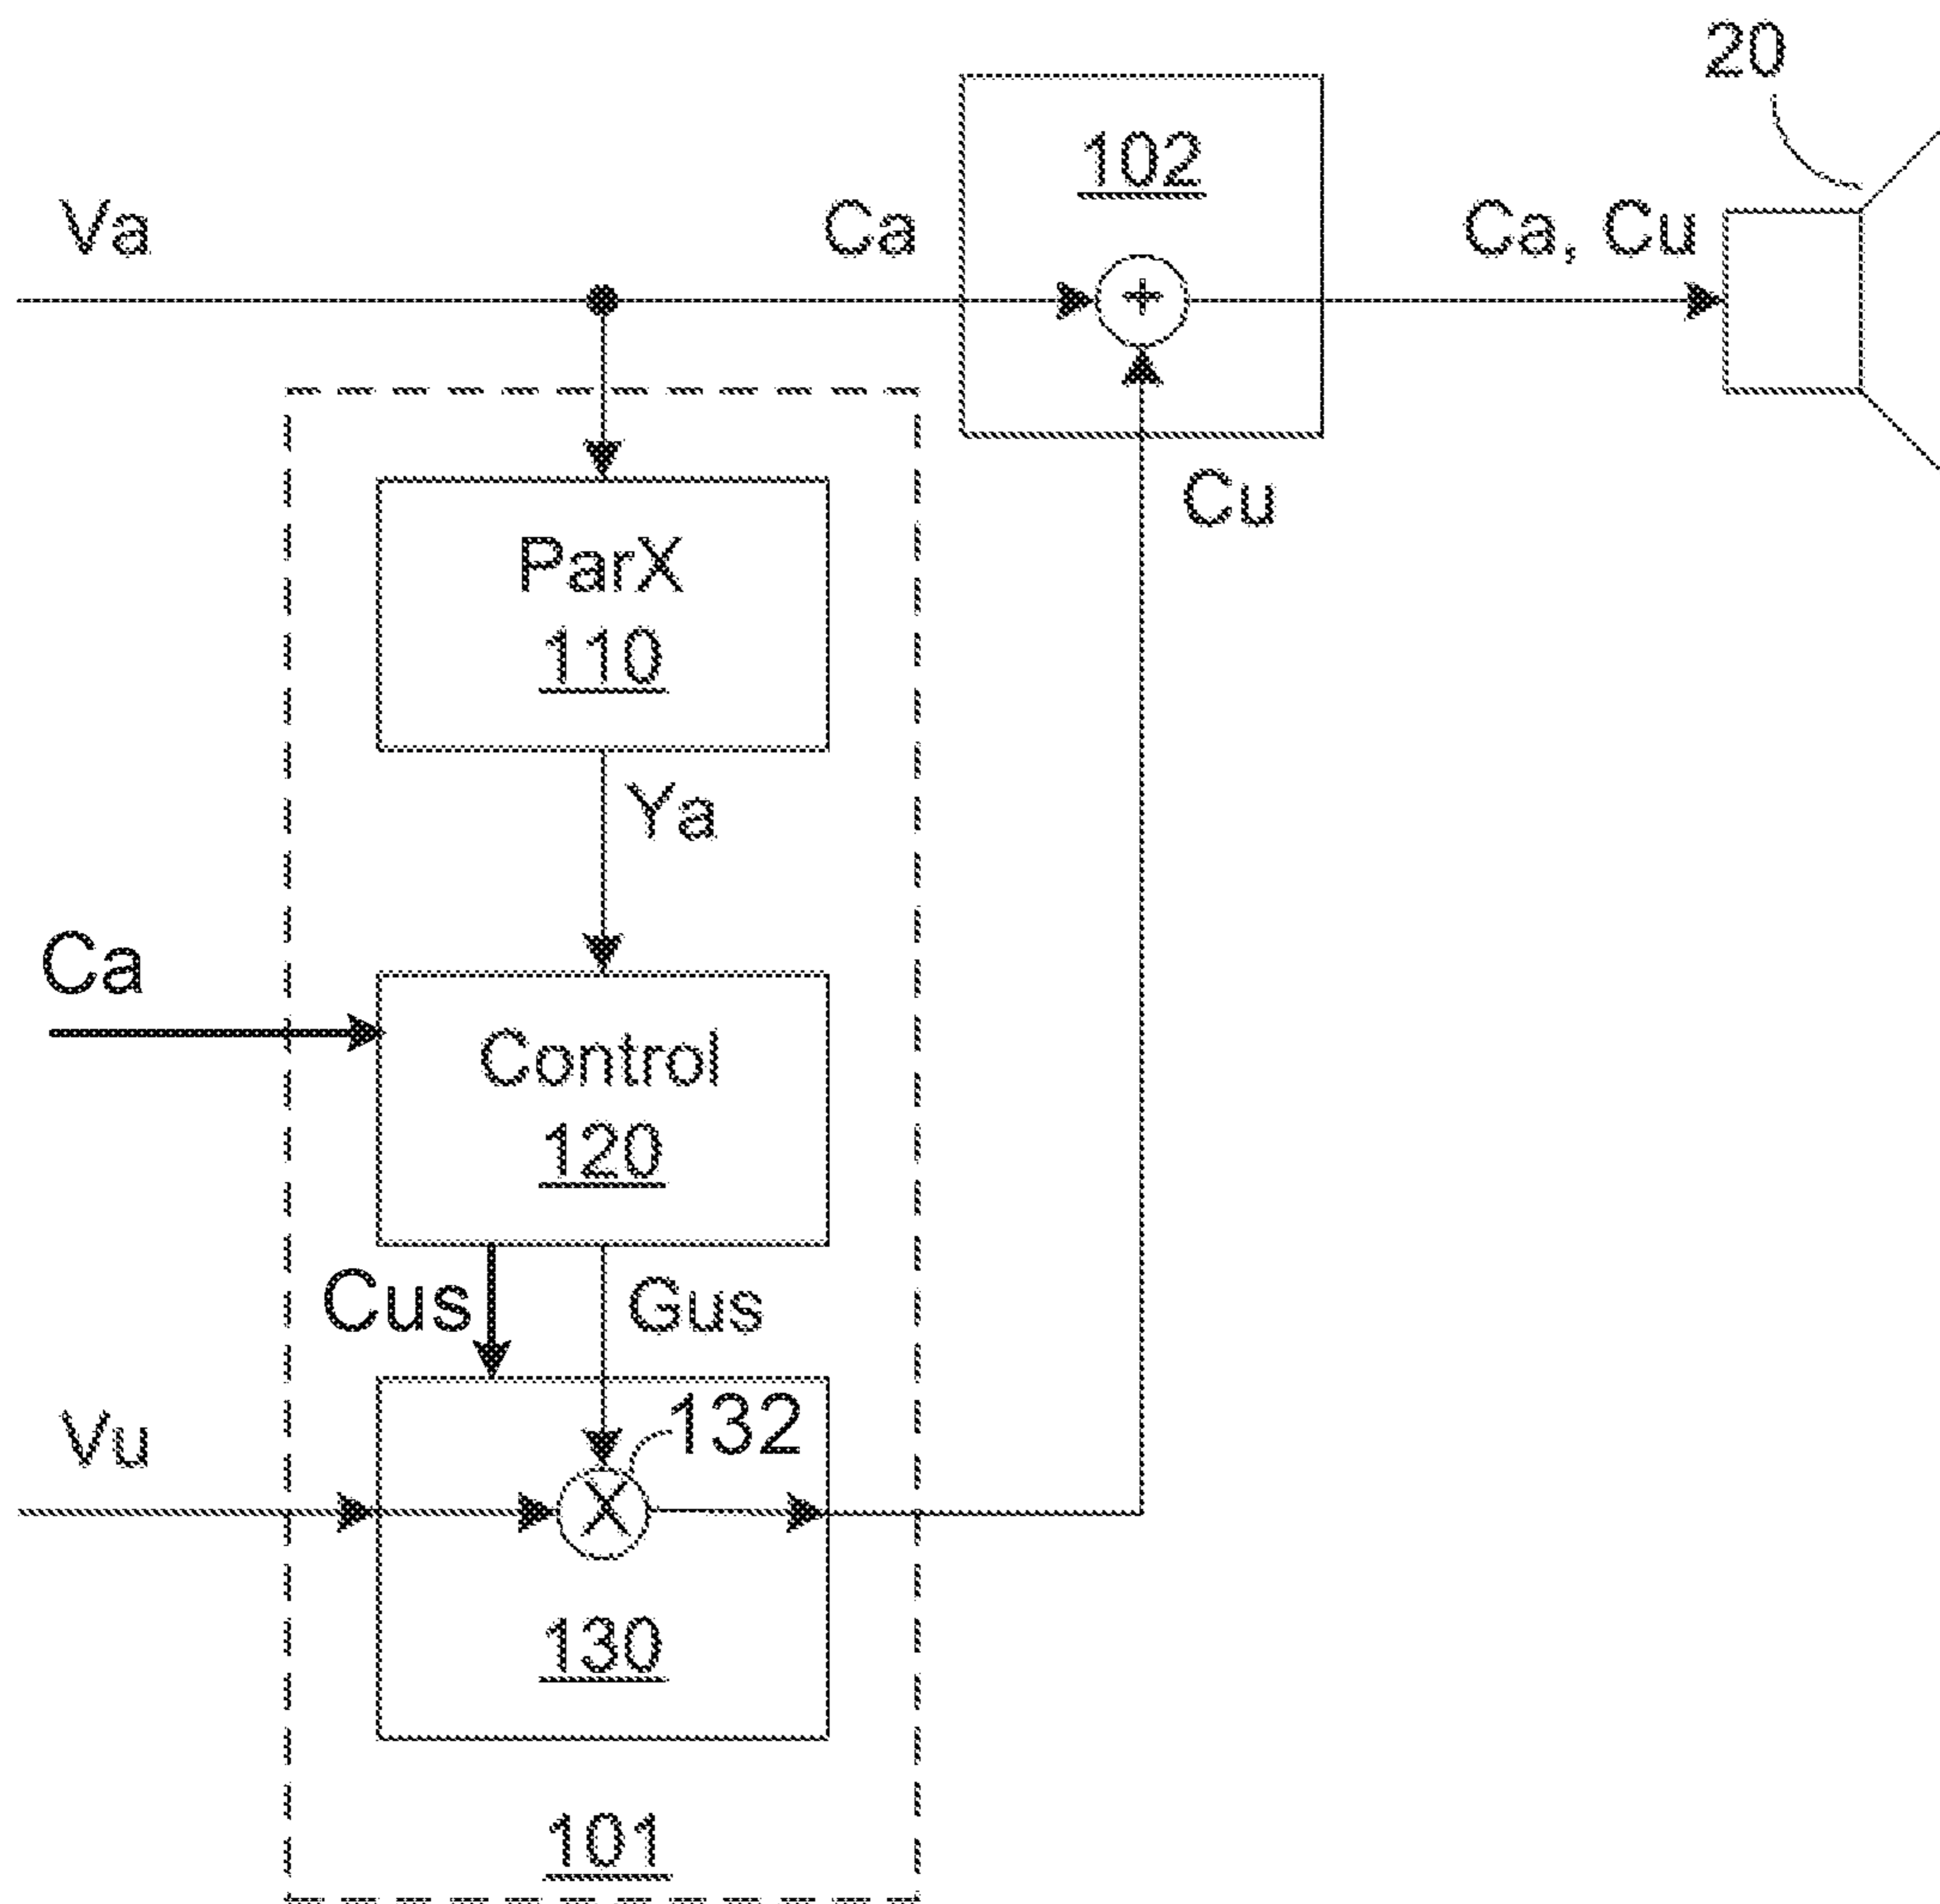 20
102
Va
Ca
Ca, Cu
+
Cu
ParX
110
Ya
Ca
Control
120
Cus
Gus
132
Vu
X
130
101